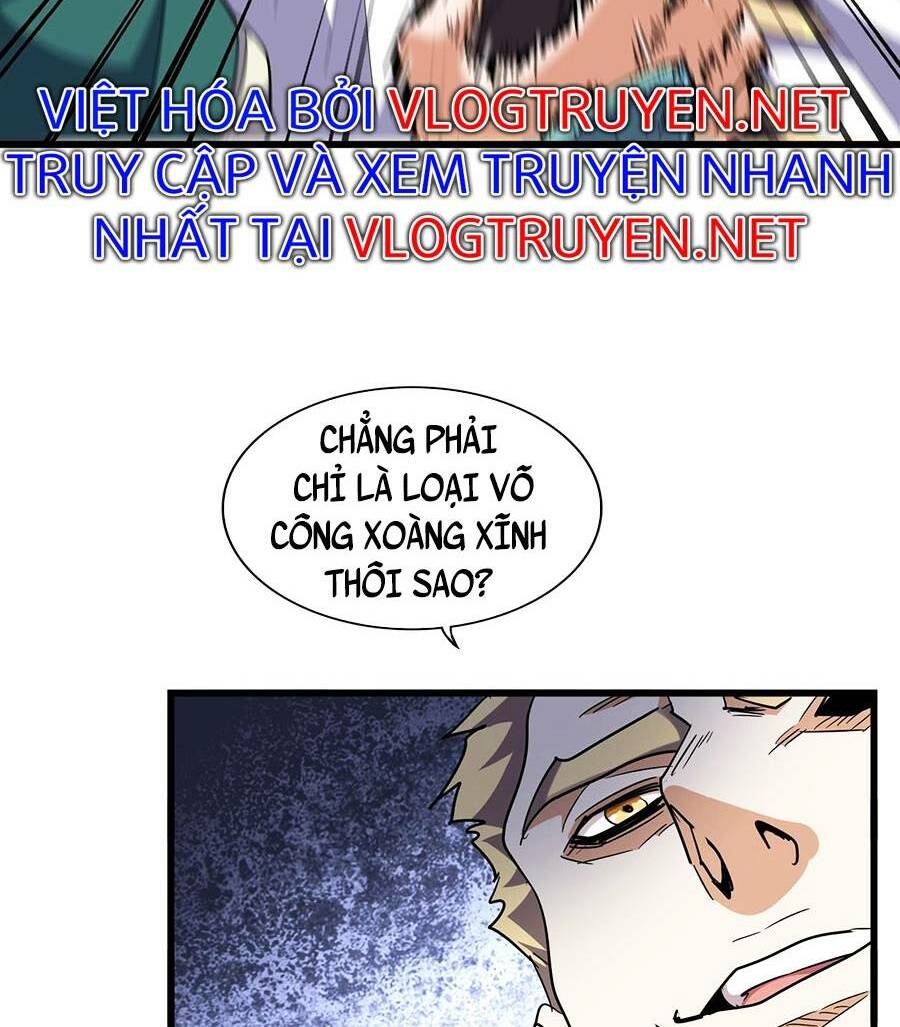 VIỆT HÓA BỞI VLOGTRUYEN.NET
TRUY CẬP VÀ XEM TRUYỆN NHANH
NHẤT TẠI VLOGTRUYEN.NET
CHẲNG PHẢI
CHỈ LÀ LOẠI VÕ
CÔNG XOÀNG XĨNH
THÔI SAO?